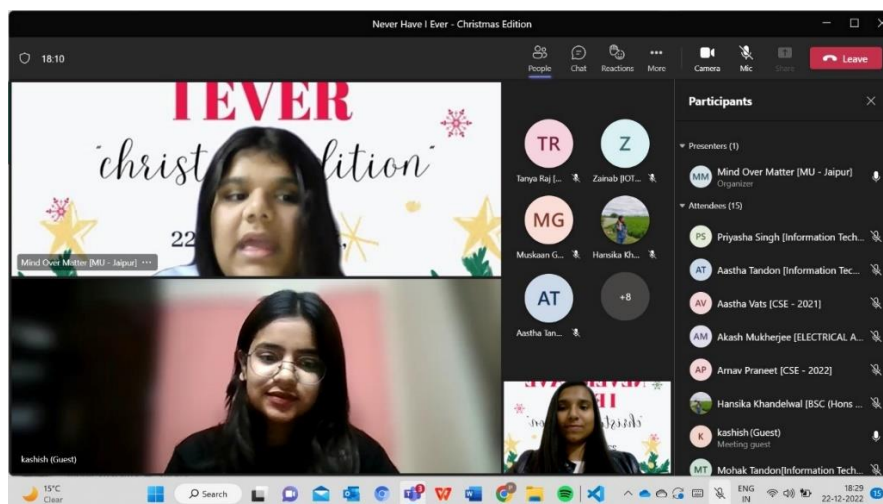 Never Have I Ever - Christmas Edition
18:10
People
Chat
Reactions
More
Camera
Mic
Share
Leave
I EVER
"christ dition"
22
Mind Over Matter [MU - Jaipur]
kashish (Guest)
TR
Tanya Raj [...
Z
Zainab [IOT...
MG
Muskaan G...
Hansika Kh...
AT
Aastha Tan...
+8
Participants
Presenters (1)
MM
Mind Over Matter [MU - Jaipur]
Organizer
Attendees (15)
PS
Priyasha Singh [Information Tech...
AT
Aastha Tandon [Information Tec...
AV
Aastha Vats [CSE - 2021]
AM
Akash Mukherjee [ELECTRICAL A...
AP
Arnav Praneet [CSE - 2022]
Hansika Khandelwal [BSC (Hons ...
K
kashish (Guest)
Meeting guest
MT
Mohak Tandon[Information Tech...
15°C
Clear
Search
ENG
IN
18:29
22-12-2022